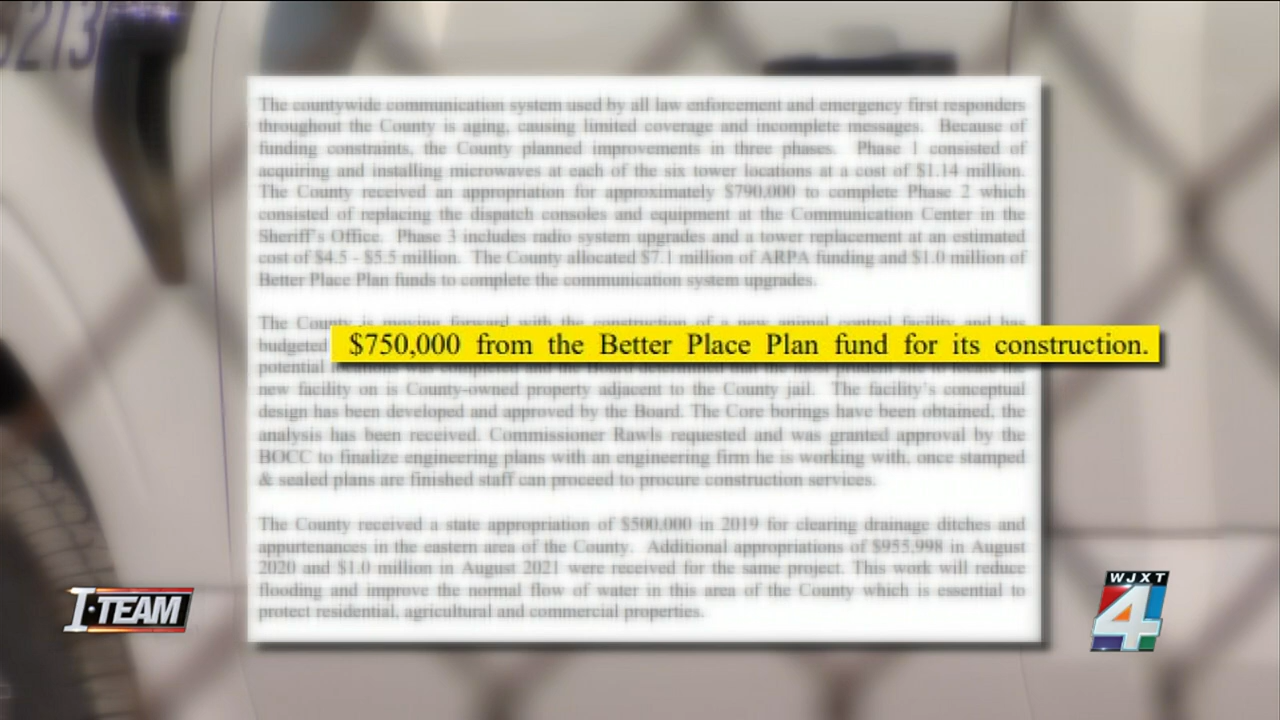 5213
The countywide communication system used by all law enforcement and emergency first responders
throughout the County is aging, causing limited coverage and incomplete messages. Because of
funding constraints, the County planned improvements in three phases. Phase 1 consisted of
acquiring and installing microwaves at each of the six tower locations at a cost of $1.14 million.
The County received an appropriation for approximately $790,000 to complete Phase 2 which
consisted of replacing the dispatch consoles and equipment at the Communication Center in the
Sheriff's Office. Phase 3 includes radio system upgrades and a tower replacement at an estimated
cost of $4.5 - $5.5 million. The County allocated $7.1 million of ARPA funding and $1.0 million of
Better Place Plan funds to complete the communication system upgrades.
The County is moving forward with the construction of a new animal control facility and has
budgeted
$750,000 from the Better Place Plan fund for its construction.
potential
new facility on is County-owned property adjacent to the County jail. The facility's conceptual
design has been developed and approved by the Board. The Core borings have been obtained, the
analysis has been received. Commissioner Rawls requested and was granted approval by the
BOCC to finalize engineering plans with an engineering firm he is working with, once stamped
& sealed plans are finished staff can proceed to procure construction services.
The County received a state appropriation of $500,000 in 2019 for clearing drainage ditches and
appurtenances in the eastern area of the County. Additional appropriations of $955,998 in August
2020 and $1.0 million in August 2021 were received for the same project. This work will reduce
flooding and improve the normal flow of water in this area of the County which is essential to
protect residential, agricultural and commercial properties.
I·TEAM
WJXT
4